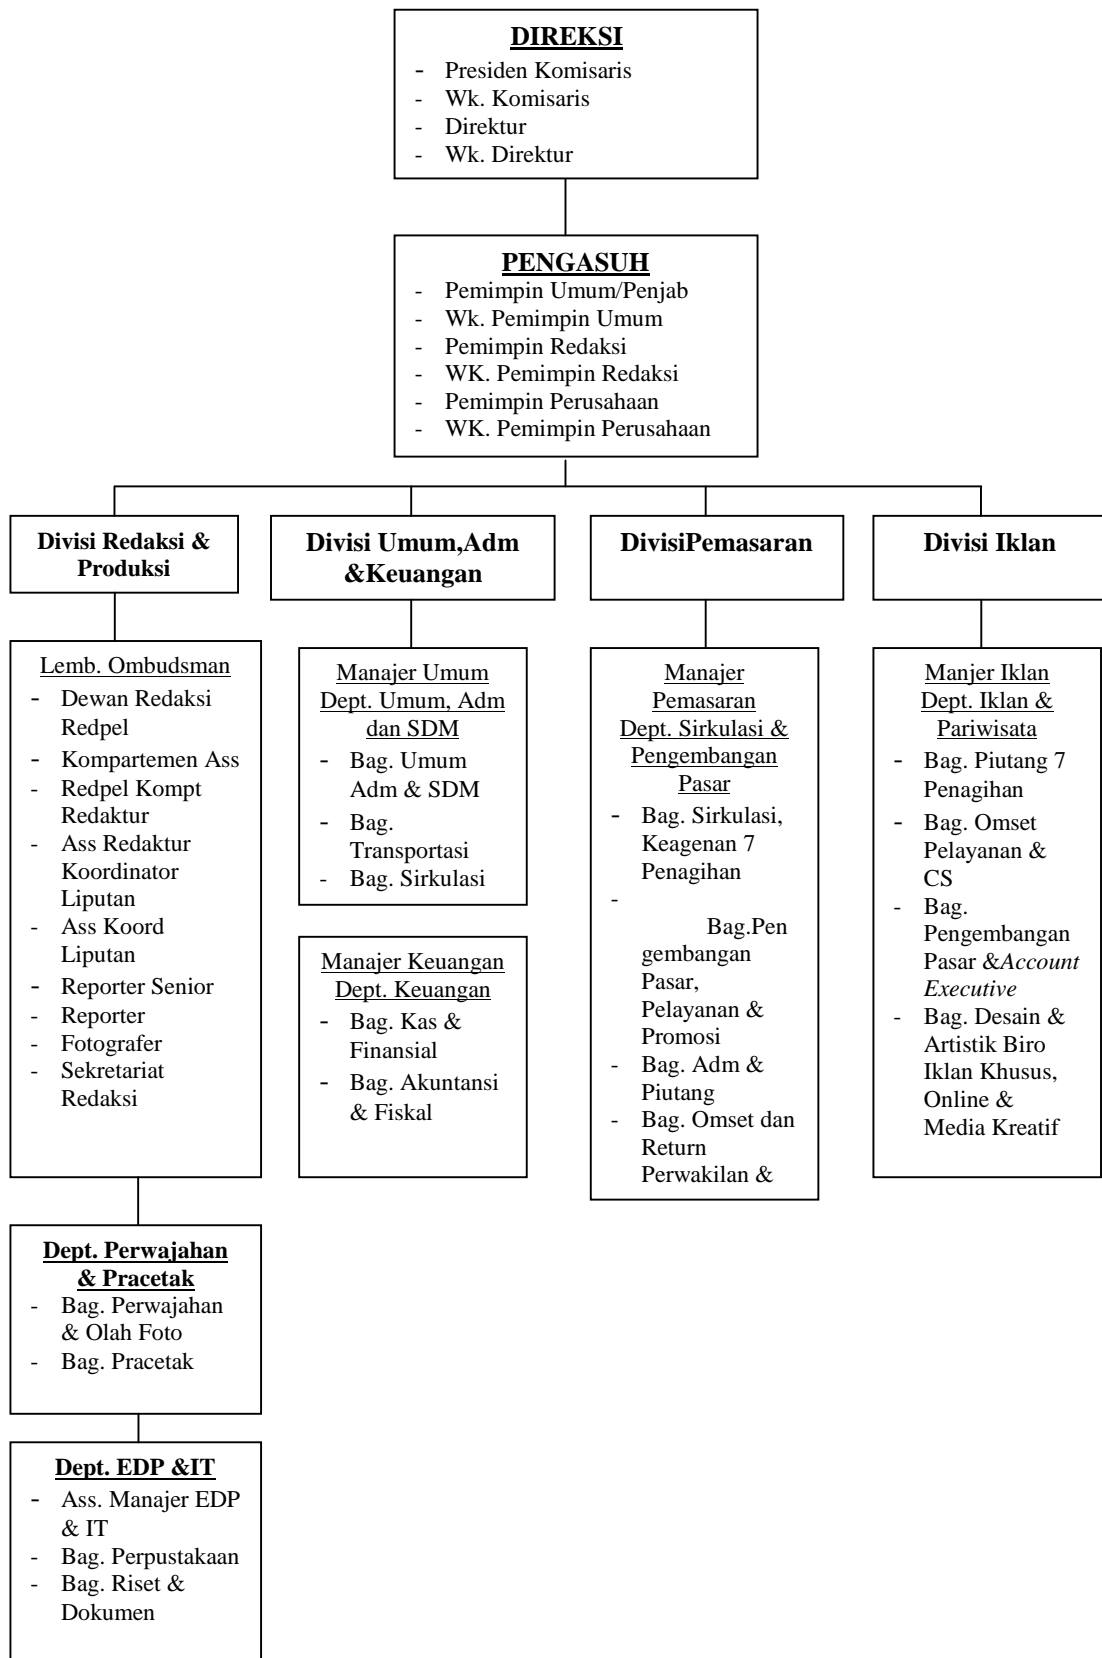 DIREKSI
- Presiden Komisaris
- Wk. Komisaris
- Direktur
- Wk. Direktur
PENGASUH
- Pemimpin Umum/Penjab
- Wk. Pemimpin Umum
- Pemimpin Redaksi
- WK. Pemimpin Redaksi
- Pemimpin Perusahaan
- WK. Pemimpin Perusahaan
Divisi Redaksi &
Produksi
Divisi Umum,Adm
&Keuangan
DivisiPemasaran
Divisi Iklan
Lemb. Ombudsman
- Dewan Redaksi
Redpel
- Kompartemen Ass
- Redpel Kompt
Redaktur
- Ass Redaktur
Koordinator
Liputan
- Ass Koord
Liputan
- Reporter Senior
- Reporter
- Fotografer
- Sekretariat
Redaksi
Manajer Umum
Dept. Umum, Adm
dan SDM
- Bag. Umum
Adm & SDM
- Bag.
Transportasi
- Bag. Sirkulasi
Manajer Keuangan
Dept. Keuangan
- Bag. Kas &
Finansial
- Bag. Akuntansi
& Fiskal
Manajer
Pemasaran
Dept. Sirkulasi &
Pengembangan
Pasar
- Bag. Sirkulasi,
Keagenan 7
Penagihan
-
Bag.Pen
gembangan
Pasar,
Pelayanan &
Promosi
- Bag. Adm &
Piutang
- Bag. Omset dan
Return
Perwakilan &
Manjer Iklan
Dept. Iklan &
Pariwisata
- Bag. Piutang 7
Penagihan
- Bag. Omset
Pelayanan &
CS
- Bag.
Pengembangan
Pasar &Account
Executive
- Bag. Desain &
Artistik Biro
Iklan Khusus,
Online &
Media Kreatif
Dept. Perwajahan
& Pracetak
- Bag. Perwajahan
& Olah Foto
- Bag. Pracetak
Dept. EDP &IT
- Ass. Manajer EDP
& IT
- Bag. Perpustakaan
- Bag. Riset &
Dokumen